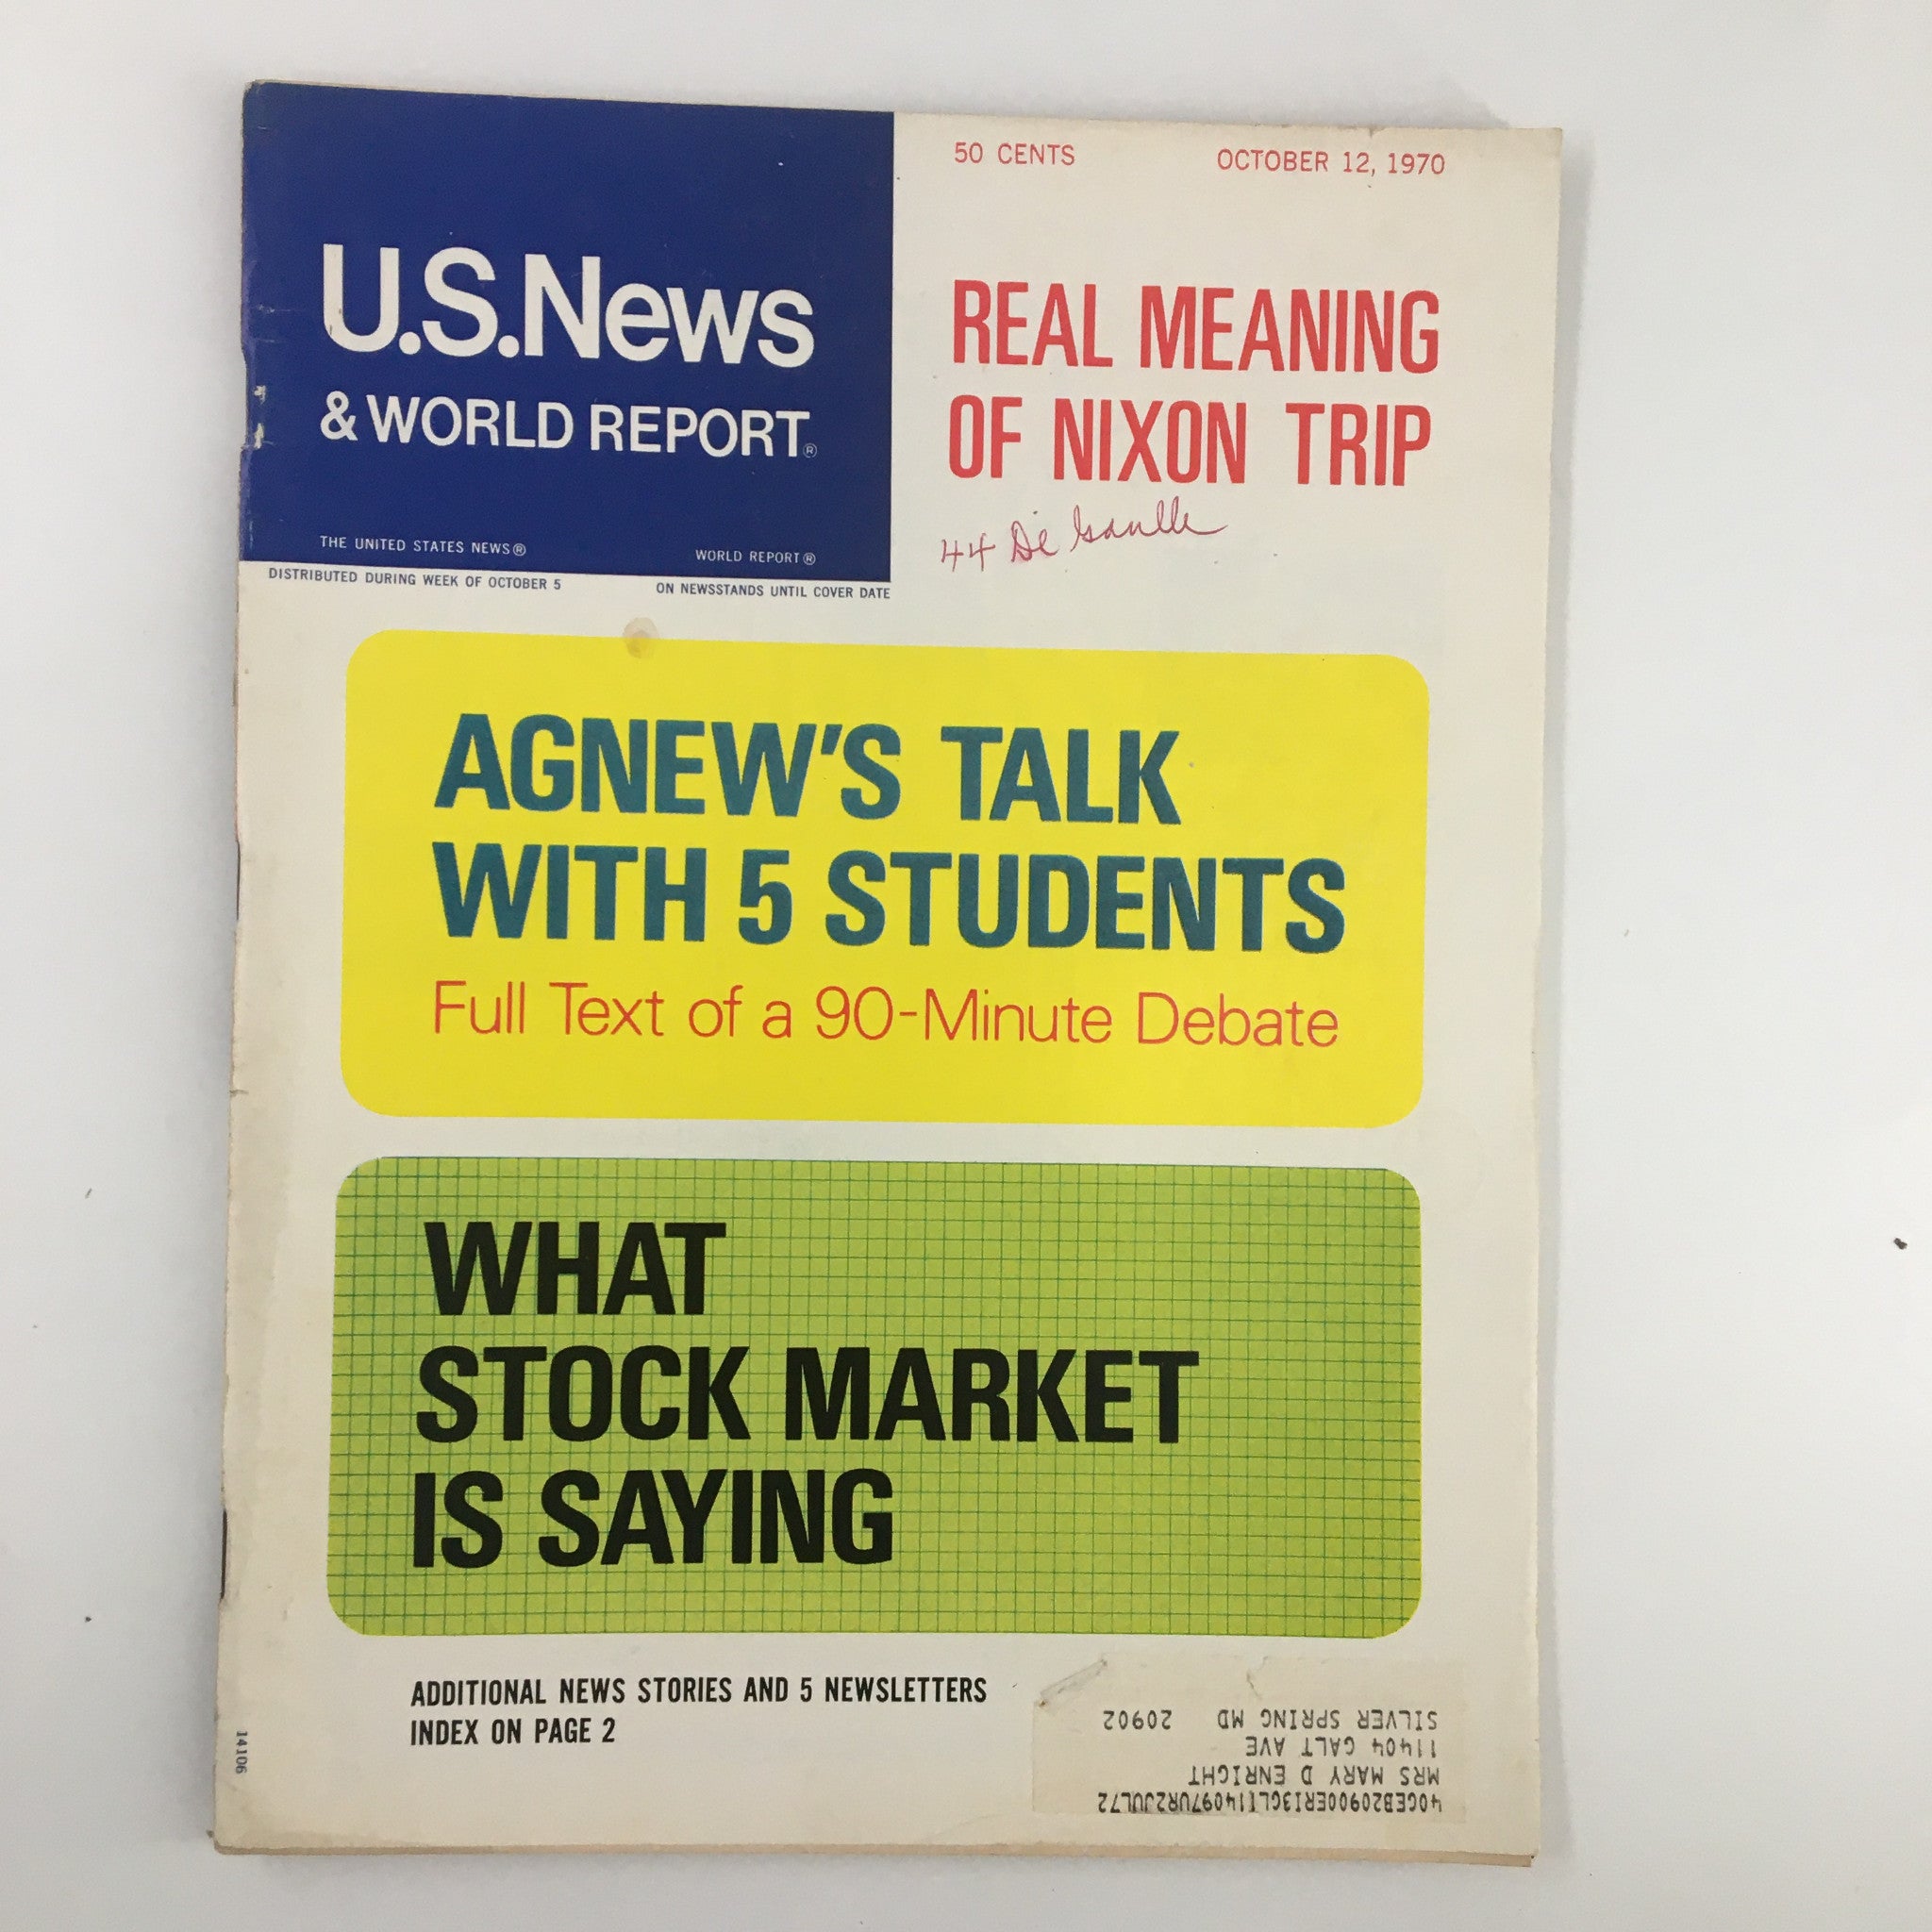 50 CENTS OCTOBER 12, 1970
U.S.News
& WORLD REPORT®
THE UNITED STATES NEWS® WORLD REPORT®
DISTRIBUTED DURING WEEK OF OCTOBER 5 ON NEWSSTANDS UNTIL COVER DATE
REAL MEANING
OF NIXON TRIP
44 De Gaulle
AGNEW'S TALK
WITH 5 STUDENTS
Full Text of a 90-Minute Debate
WHAT
STOCK MARKET
IS SAYING
ADDITIONAL NEWS STORIES AND 5 NEWSLETTERS
INDEX ON PAGE 2
14106
MRS MARY D ENRIGHT
11404 GALT AVE
SILVER SPRING MD 20902